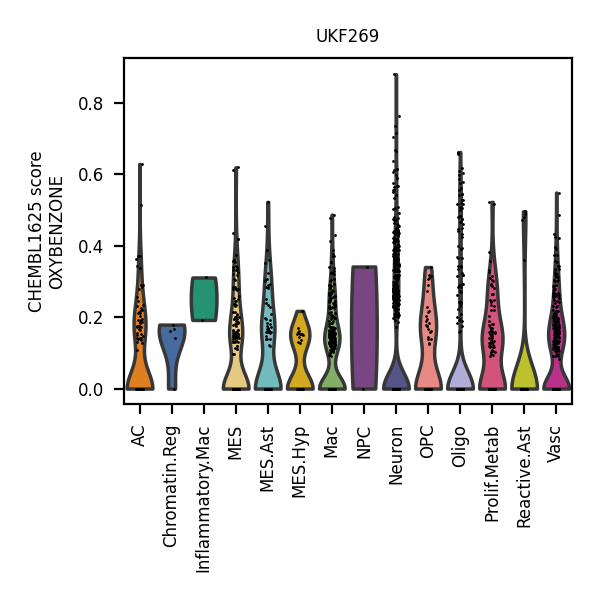 UKF269
CHEMBL1625 score
OXYBENZONE
0.8
0.6
0.4
0.2
0.0
AC
Chromatin.Reg
Inflammatory.Mac
MES
MES.Ast
MES.Hyp
Mac
NPC
Neuron
OPC
Oligo
Prolif.Metab
Reactive.Ast
Vasc